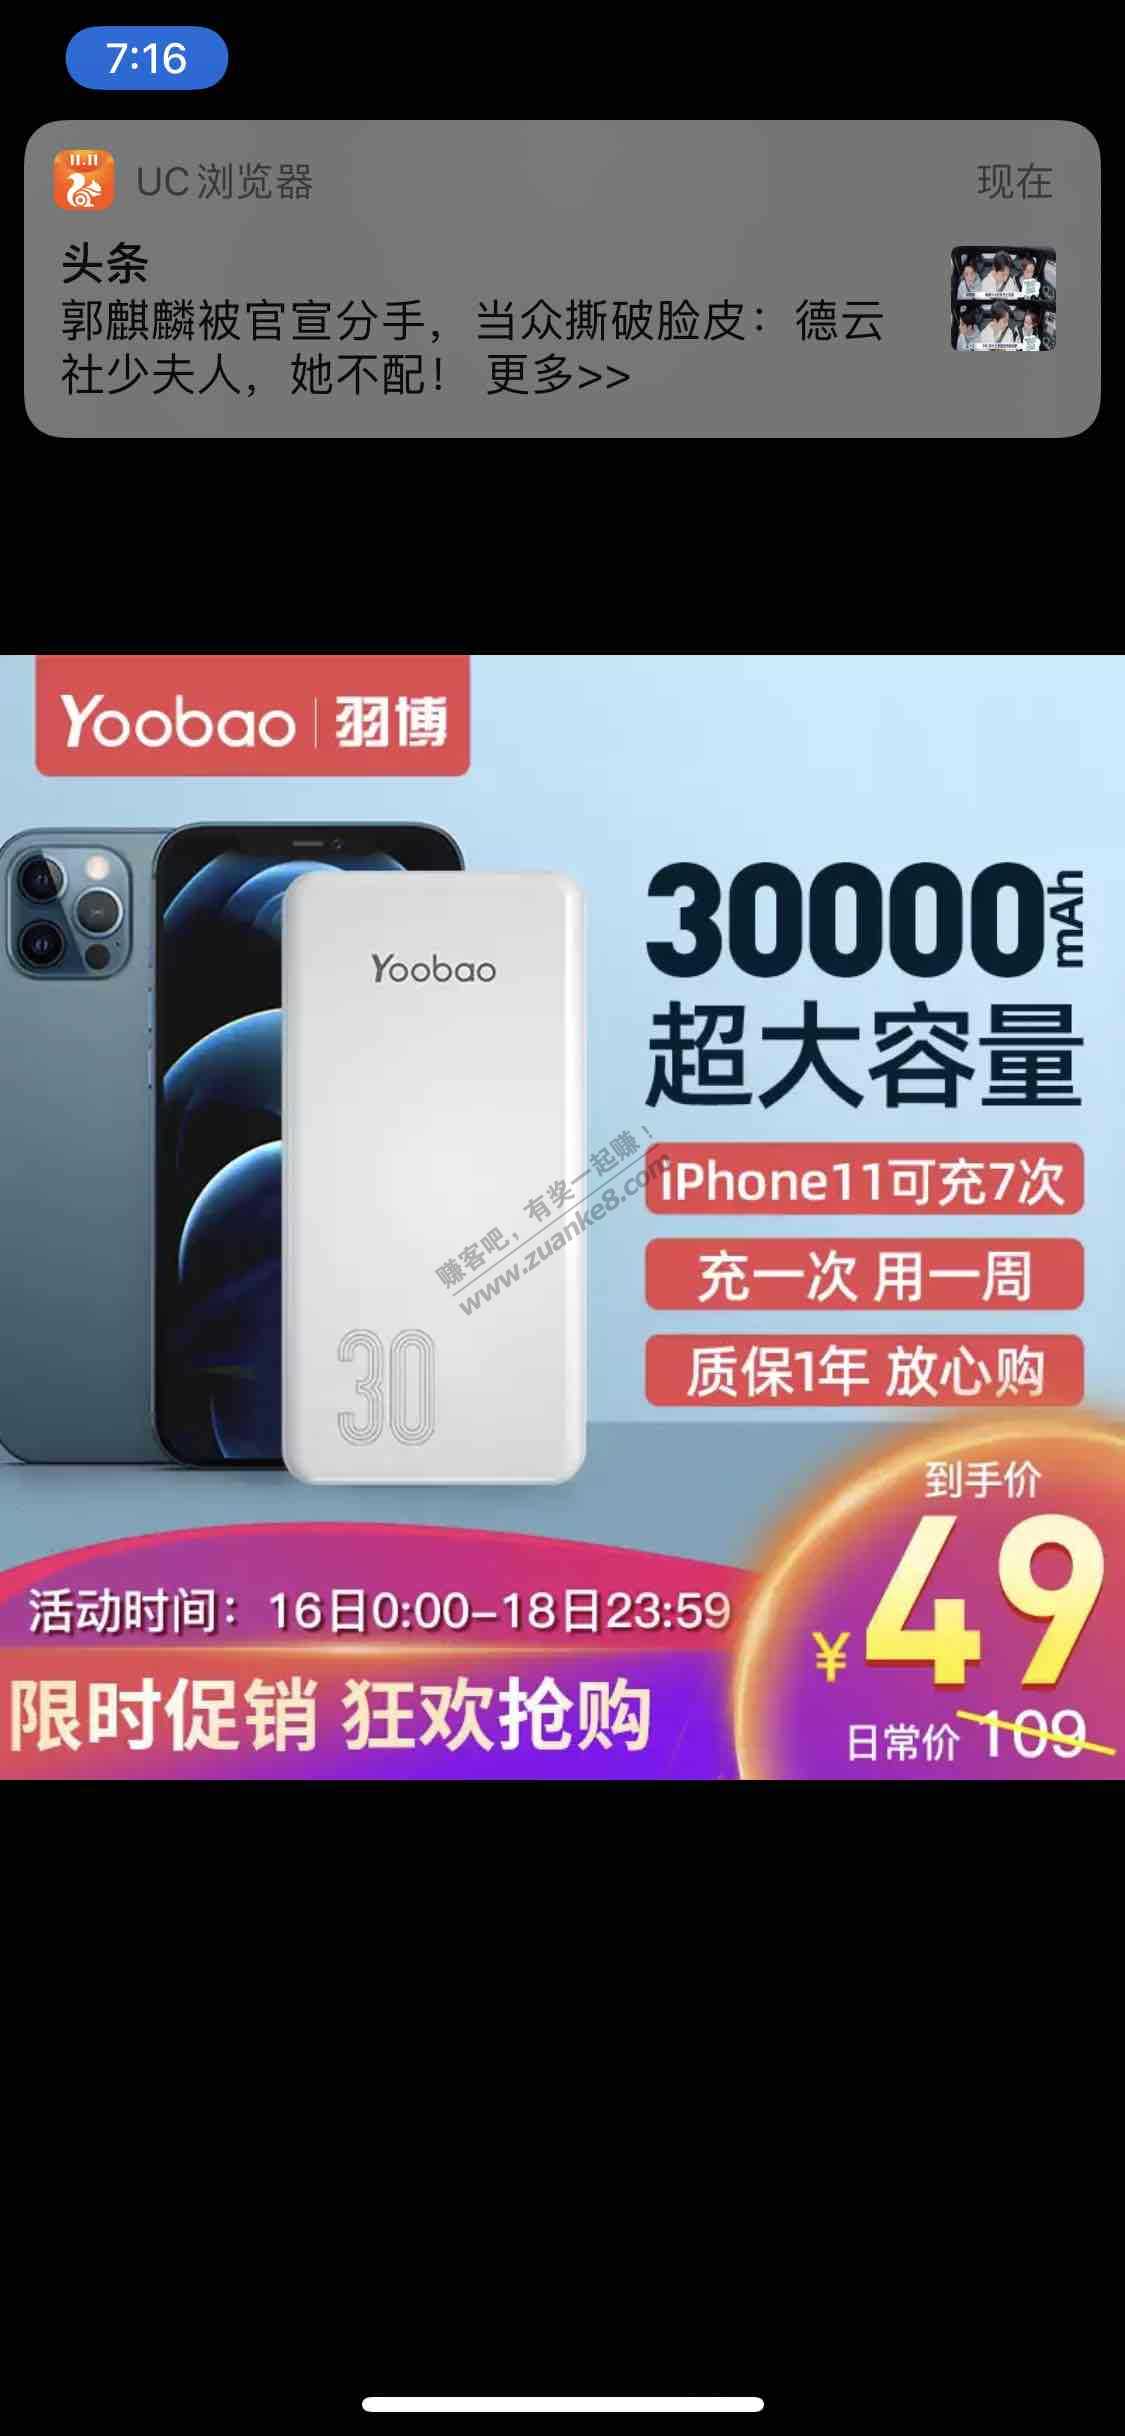 7:16
11.11
UC浏览器
现在
头条
郭麒麟被官宣分手，当众撕破脸皮：德云
社少夫人，她不配！ 更多>>
Yoobao 羽博
Yoobao
30
30000mAh
超大容量
iPhone11可充7次
充一次 用一周
质保1年 放心购
赚客吧，有奖一起赚！
www.zuanke8.com
到手价
¥49
日常价 109
活动时间：16日0:00-18日23:59
限时促销 狂欢抢购